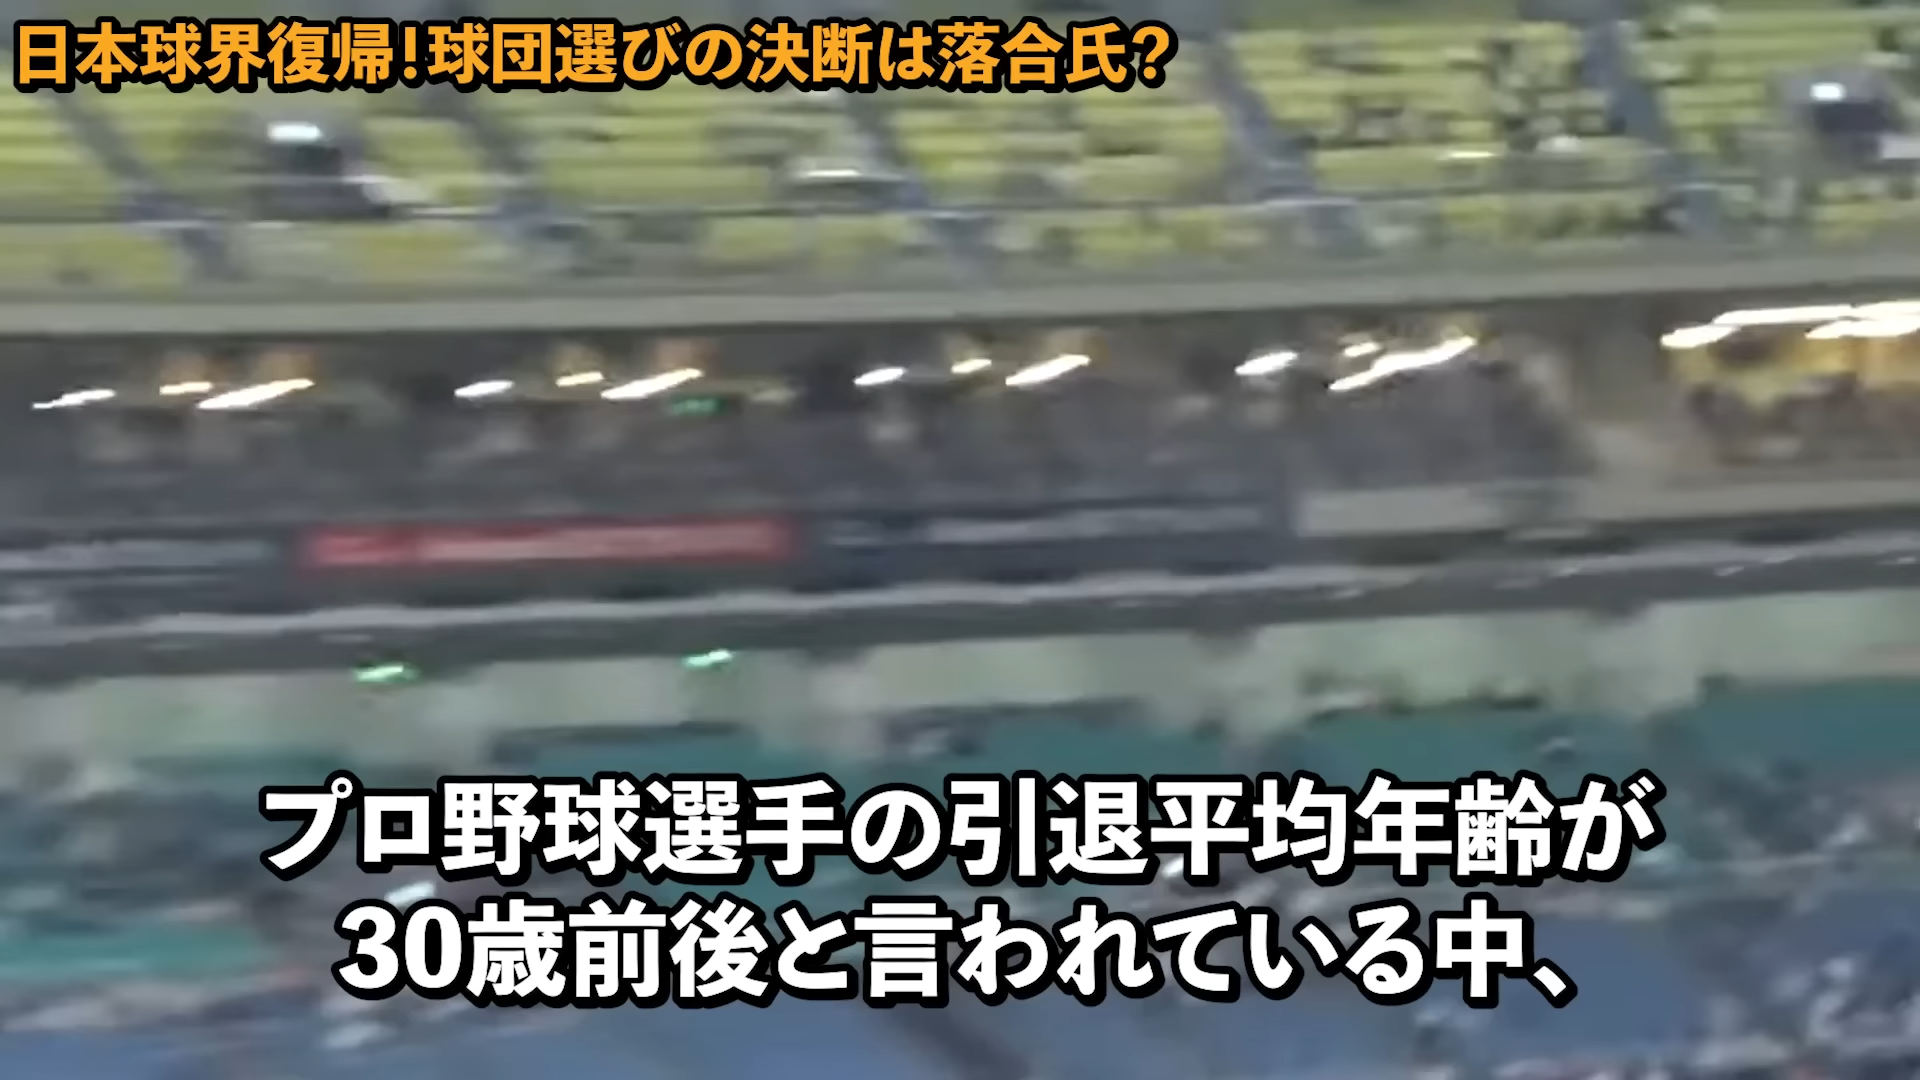 日本球界復帰!球団選びの決断は落合氏?
プロ野球選手の引退平均年齢が
30歳前後と言われている中、